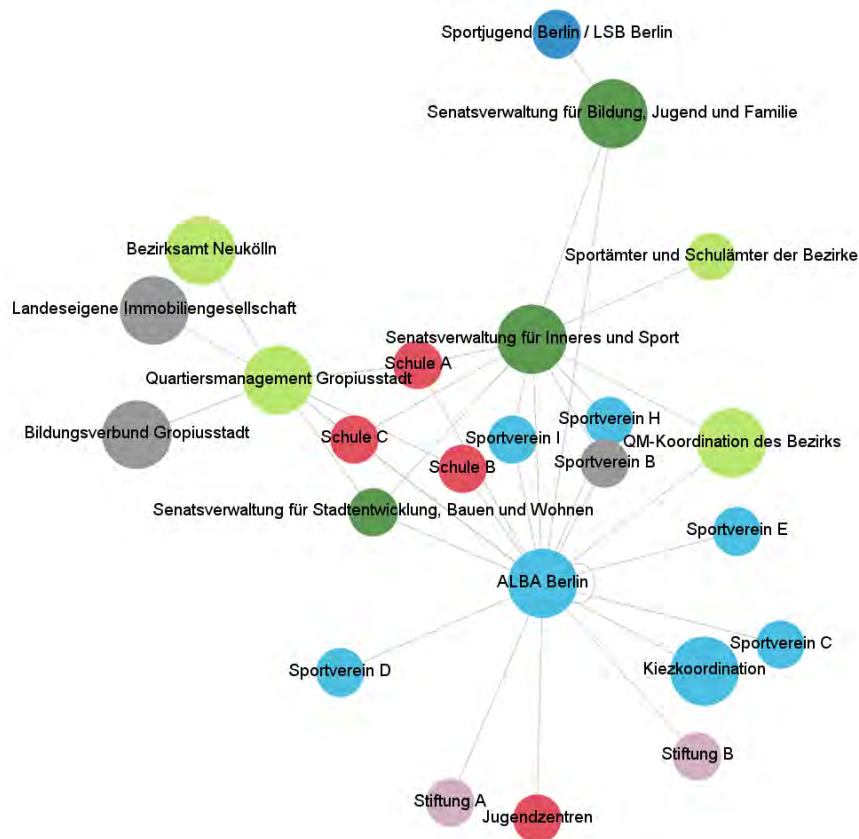 Sportjugend Berlin / LSB Berlin
Senatsverwaltung für Bildung, Jugend und Familie
Bezirksamt Neukölln
Sportämter und Schulämter der Bezirke
Landeseigene Immobiliengesellschaft
Senatsverwaltung für Inneres und Sport
Schule A
Quartiersmanagement Gropiusstadt
Sportverein H
Bildungsverbund Gropiusstadt
Schule C
Sportverein I
QM-Koordination des Bezirks
Schule B
Sportverein B
Senatsverwaltung für Stadtentwicklung, Bauen und Wohnen
Sportverein E
ALBA Berlin
Sportverein C
Sportverein D
Kiezkoordination
Stiftung B
Stiftung A
Jugendzentren